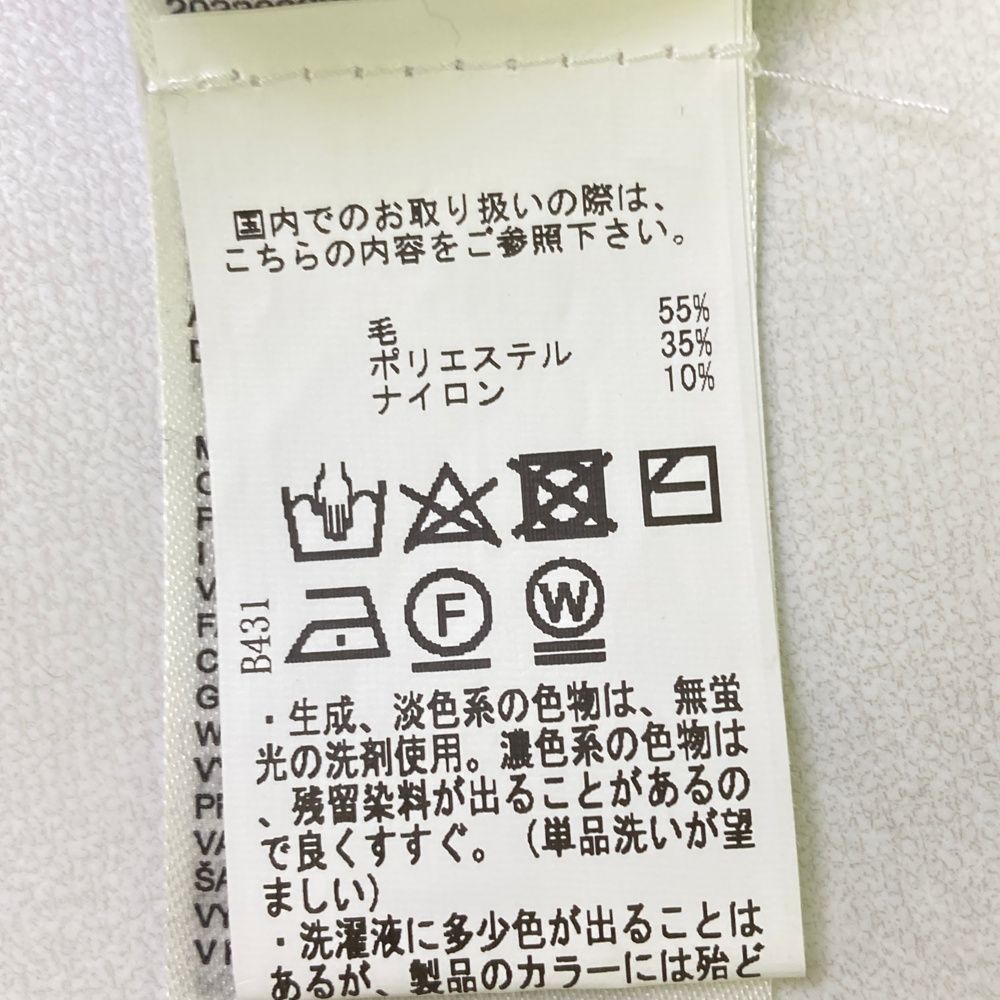 国内でのお取り扱いの際は、
こちらの内容をご参照下さい。
毛 55%
ポリエステル 35%
ナイロン 10%
F
W
B431
・生成、淡色系の色物は、無蛍
光の洗剤使用。濃色系の色物は
、残留染料が出ることがあるの
で良くすすぐ。（単品洗いが望
ましい）
・洗濯液に多少色が出ることは
あるが、製品のカラーには殆ど